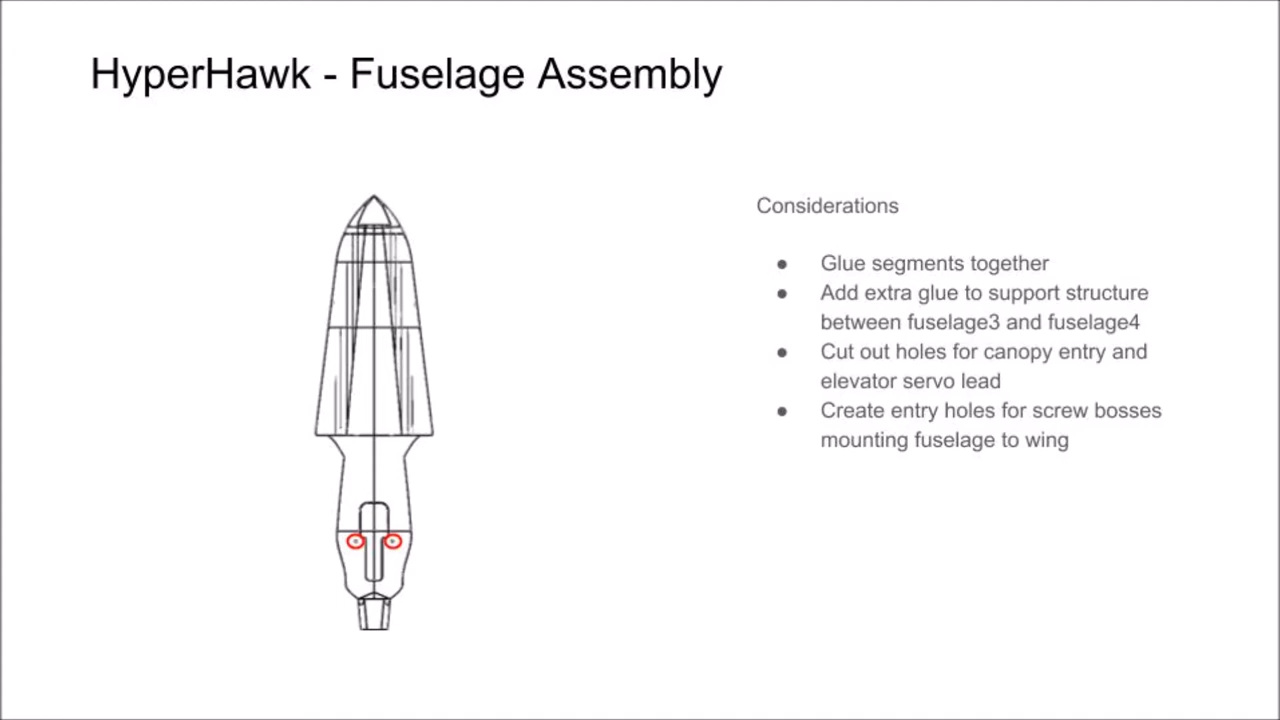 HyperHawk - Fuselage Assembly
Considerations
● Glue segments together
● Add extra glue to support structure
between fuselage3 and fuselage4
● Cut out holes for canopy entry and
elevator servo lead
● Create entry holes for screw bosses
mounting fuselage to wing